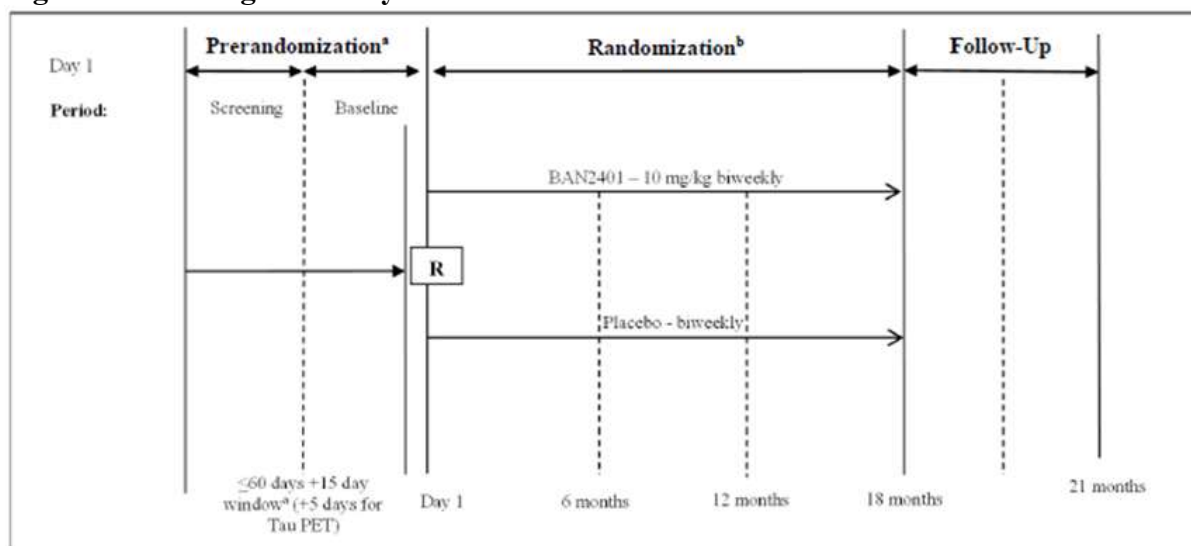 Prerandomizationᵃ
Randomizationᵇ
Follow-Up
Day 1
Period:
Screening
Baseline
BAN2401 – 10 mg/kg biweekly
R
Placebo - biweekly
≤60 days +15 day
windowᵃ (+5 days for
Tau PET)
Day 1
6 months
12 months
18 months
21 months